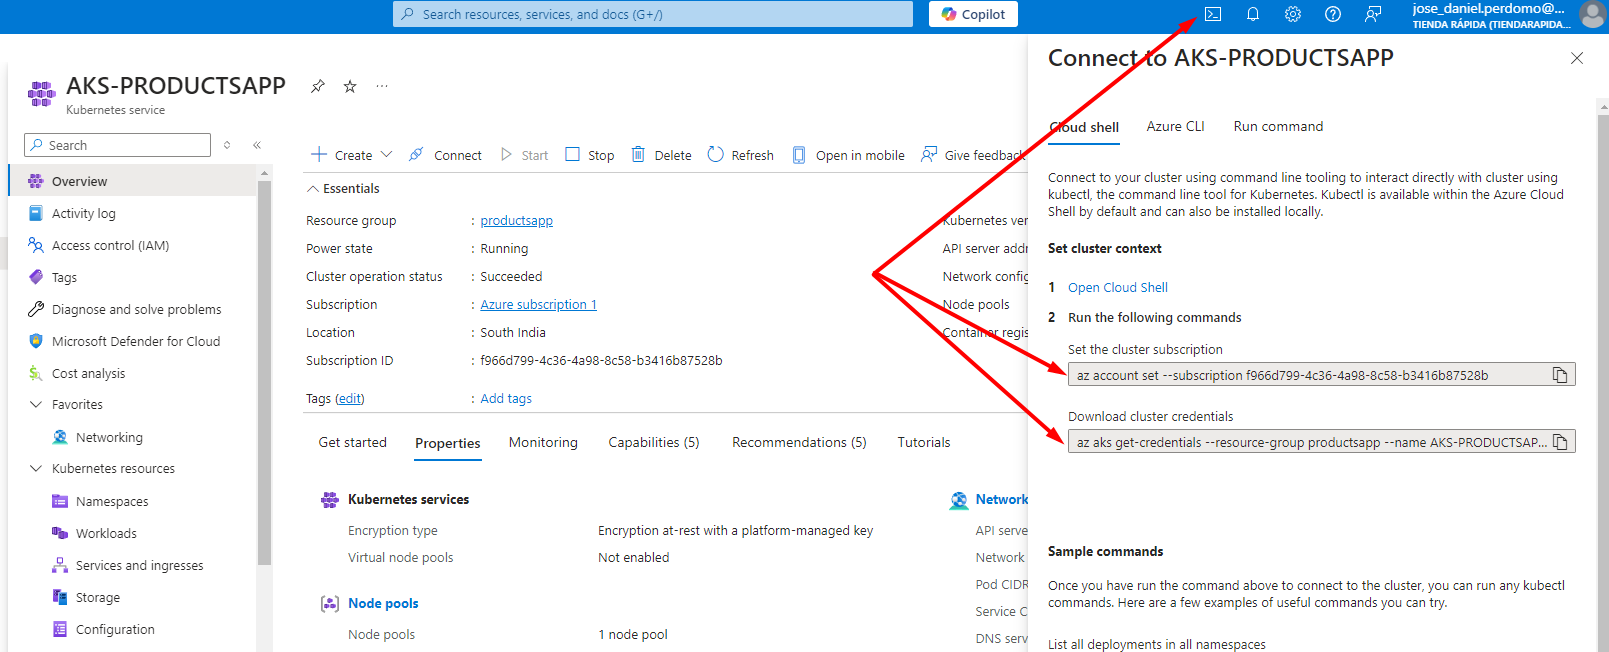 Search resources, services, and docs (G+/)
Copilot
jose_daniel.perdomo@...
TIENDA RÁPIDA (TIENDARAPIDA...
AKS-PRODUCTSAPP
Kubernetes service
Search
Overview
Activity log
Access control (IAM)
Tags
Diagnose and solve problems
Microsoft Defender for Cloud
Cost analysis
Favorites
Networking
Kubernetes resources
Namespaces
Workloads
Services and ingresses
Storage
Configuration
Create
Connect
Start
Stop
Delete
Refresh
Open in mobile
Give feedback
Essentials
Resource group : productsapp
Power state : Running
Cluster operation status : Succeeded
Subscription : Azure subscription 1
Location : South India
Subscription ID : f966d799-4c36-4a98-8c58-b3416b87528b
Tags (edit) : Add tags
Kubernetes ver
API server addr
Network config
Node pools
Container regis
Get started
Properties
Monitoring
Capabilities (5)
Recommendations (5)
Tutorials
Kubernetes services
Encryption type Encryption at-rest with a platform-managed key
Virtual node pools Not enabled
Node pools
Node pools 1 node pool
Network
API serve
Network
Pod CIDR
Service C
DNS serv
Connect to AKS-PRODUCTSAPP
Cloud shell
Azure CLI
Run command
Connect to your cluster using command line tooling to interact directly with cluster using
kubectl, the command line tool for Kubernetes. Kubectl is available within the Azure Cloud
Shell by default and can also be installed locally.
Set cluster context
1 Open Cloud Shell
2 Run the following commands
Set the cluster subscription
az account set --subscription f966d799-4c36-4a98-8c58-b3416b87528b
Download cluster credentials
az aks get-credentials --resource-group productsapp --name AKS-PRODUCTSAP...
Sample commands
Once you have run the command above to connect to the cluster, you can run any kubectl
commands. Here are a few examples of useful commands you can try.
List all deployments in all namespaces